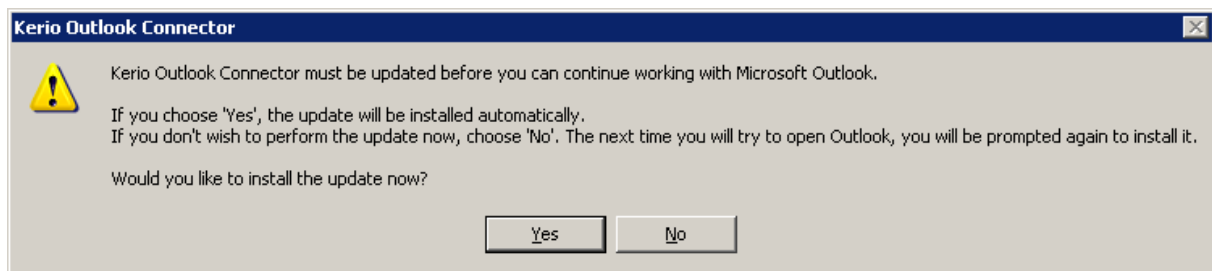 Kerio Outlook Connector
Kerio Outlook Connector must be updated before you can continue working with Microsoft Outlook.
If you choose 'Yes', the update will be installed automatically.
If you don't wish to perform the update now, choose 'No'. The next time you will try to open Outlook, you will be prompted again to install it.
Would you like to install the update now?
Yes No